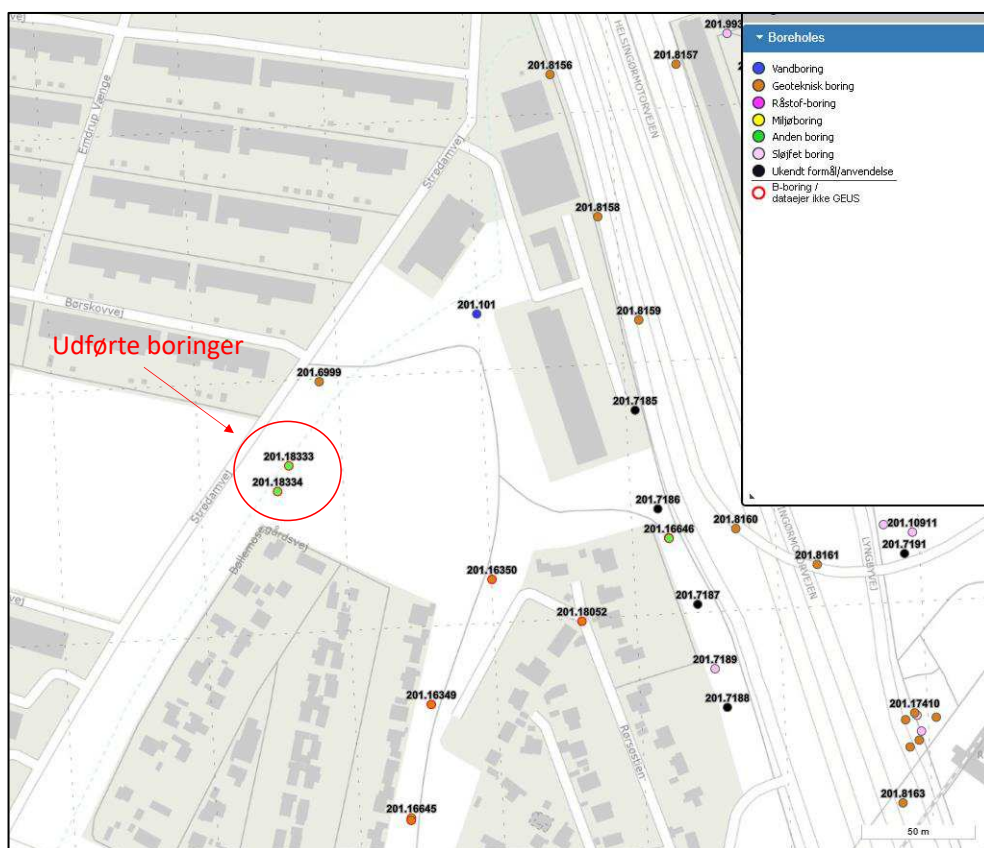 201.993
Boreholes
Vandboring
Geoteknisk boring
Råstof-boring
Miljøboring
Anden boring
Sløjfet boring
Ukendt formål/anvendelse
B-boring /
dataejer ikke GEUS
HELSINGØRMOTORVEJEN
201.8157
201.8156
Emdrup Vænge
Strødamvej
201.8158
201.101
201.8159
Børskovvej
Udførte boringer
201.6999
201.7185
201.18333
201.18334
Strødamvej
Bøllemosegårdsvej
201.7186
201.16646
201.8160
201.8161
LYNGBYVEJ
201.10911
201.7191
201.16350
201.7187
201.18052
201.7189
201.7188
201.16349
Rørsøstien
201.17410
201.16645
201.8163
50 m